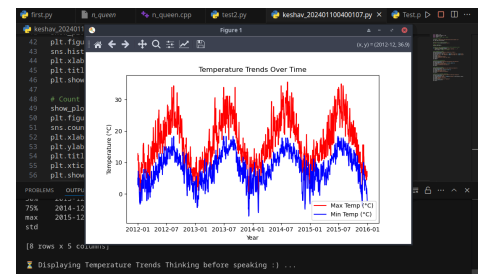 first.py n_queen n_queen.cpp test2.py keshav_202401100400107.py Test.p
Figure 1
(x, y) = (2012-12, 36.9)
42 plt.figu
43 sns.hist
44 plt.xlab
45 plt.titl
46 plt.show
47
48 # Count
49 show_plo
50 plt.figu
51 sns.coun
52 plt.xlab
53 plt.ylab
54 plt.titl
55 plt.xtic
56 plt.show
Temperature Trends Over Time
Temperature (°C)
30
20
10
0
2012-01 2012-07 2013-01 2013-07 2014-01 2014-07 2015-01 2015-07 2016-01
Year
Max Temp (°C)
Min Temp (°C)
PROBLEMS OUTPU
75% 2014-12
max 2015-12
std
[8 rows x 5 columns]
⏳ Displaying Temperature Trends Thinking before speaking :) ...